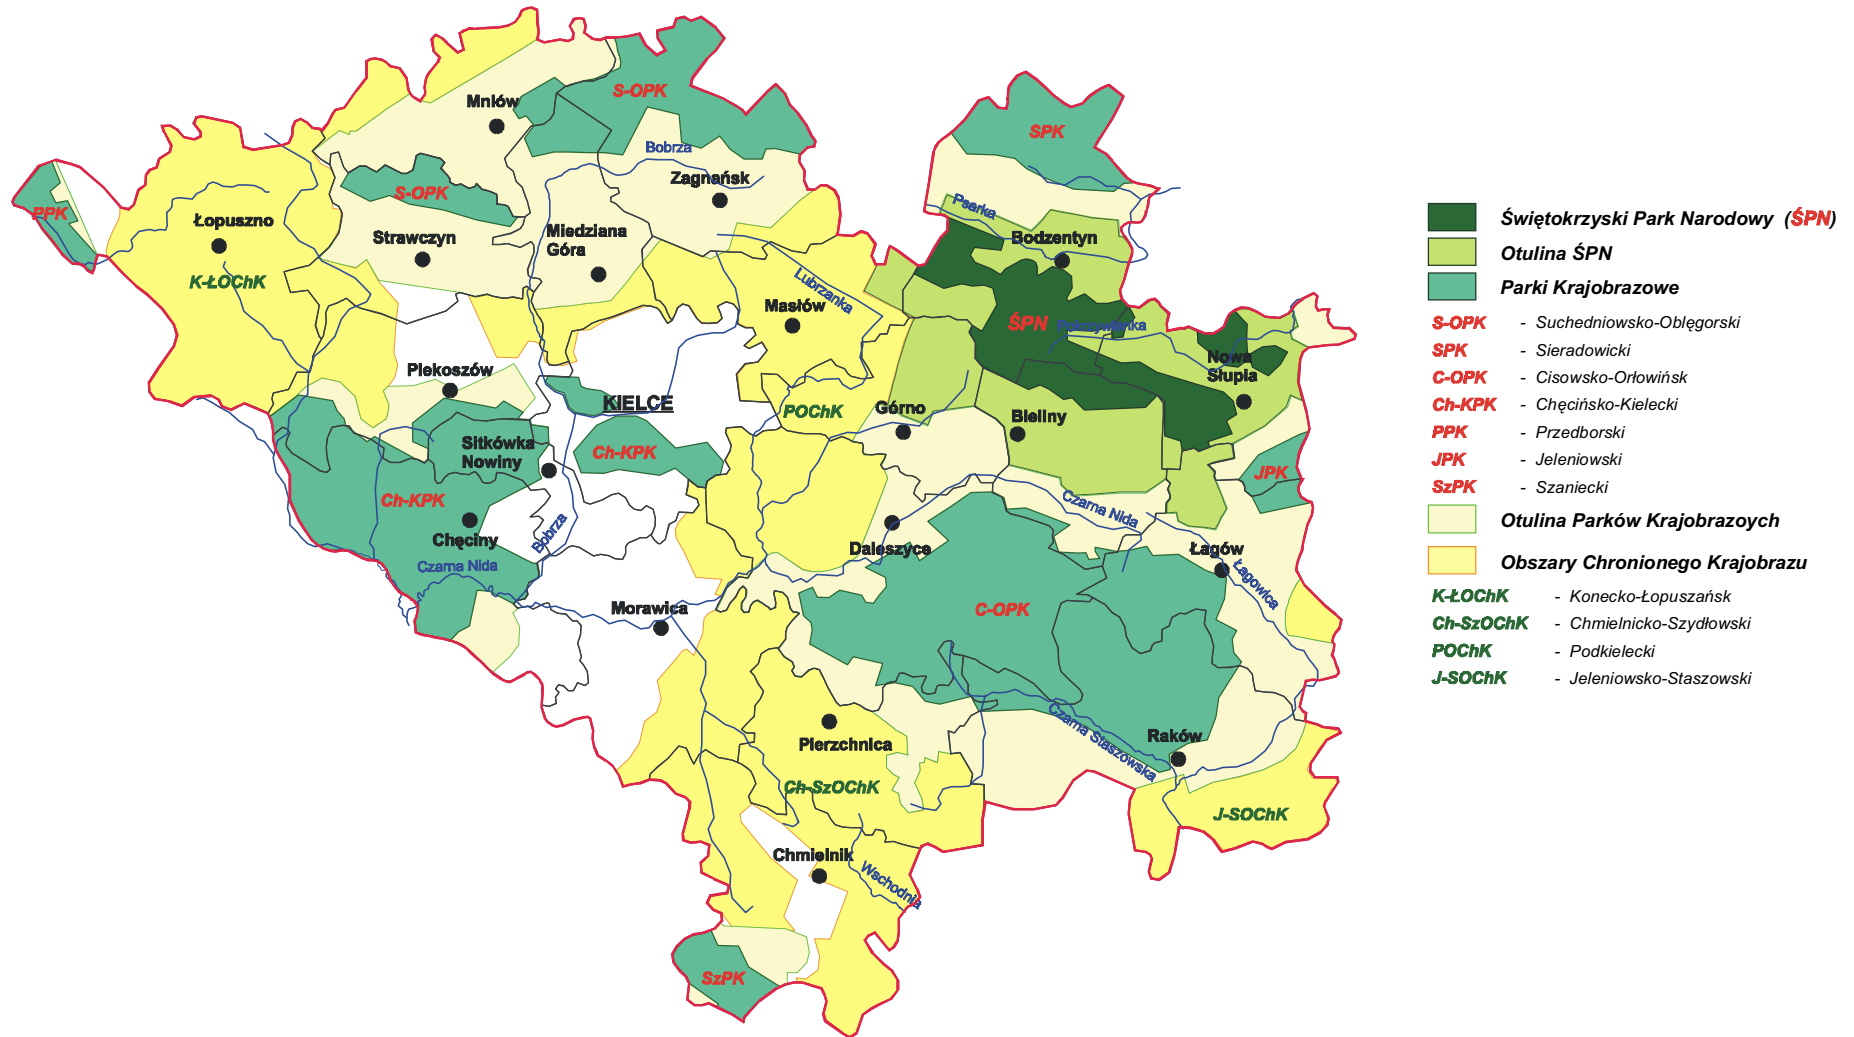 Mniów
S-OPK
SPK
Bobrza
Zagnańsk
S-OPK
PPK
Łopuszno
Strawczyn
Miedziana
Góra
K-ŁOChK
Psarka
Bodzentyn
Lubrzanka
Masłów
ŚPN
Pokrzywianka
Nowa
Słupia
Piekoszów
KIELCE
POChK
Górno
Bieliny
Sitkówka
Nowiny
Ch-KPK
Ch-KPK
JPK
Chęciny
Bobrza
Czarna Nida
Czarna Nida
Daleszyce
Łagów
Łagowica
Morawica
C-OPK
Pierzchnica
Czarna Staszowska
Raków
Ch-SzOChK
J-SOChK
Chmielnik
Wschodnia
SzPK
Świętokrzyski Park Narodowy (ŚPN)
Otulina ŚPN
Parki Krajobrazowe
S-OPK - Suchedniowsko-Oblęgorski
SPK - Sieradowicki
C-OPK - Cisowsko-Orłowińsk
Ch-KPK - Chęcińsko-Kielecki
PPK - Przedborski
JPK - Jeleniowski
SzPK - Szaniecki
Otulina Parków Krajobrazoych
Obszary Chronionego Krajobrazu
K-ŁOChK - Konecko-Łopuszańsk
Ch-SzOChK - Chmielnicko-Szydłowski
POChK - Podkielecki
J-SOChK - Jeleniowsko-Staszowski